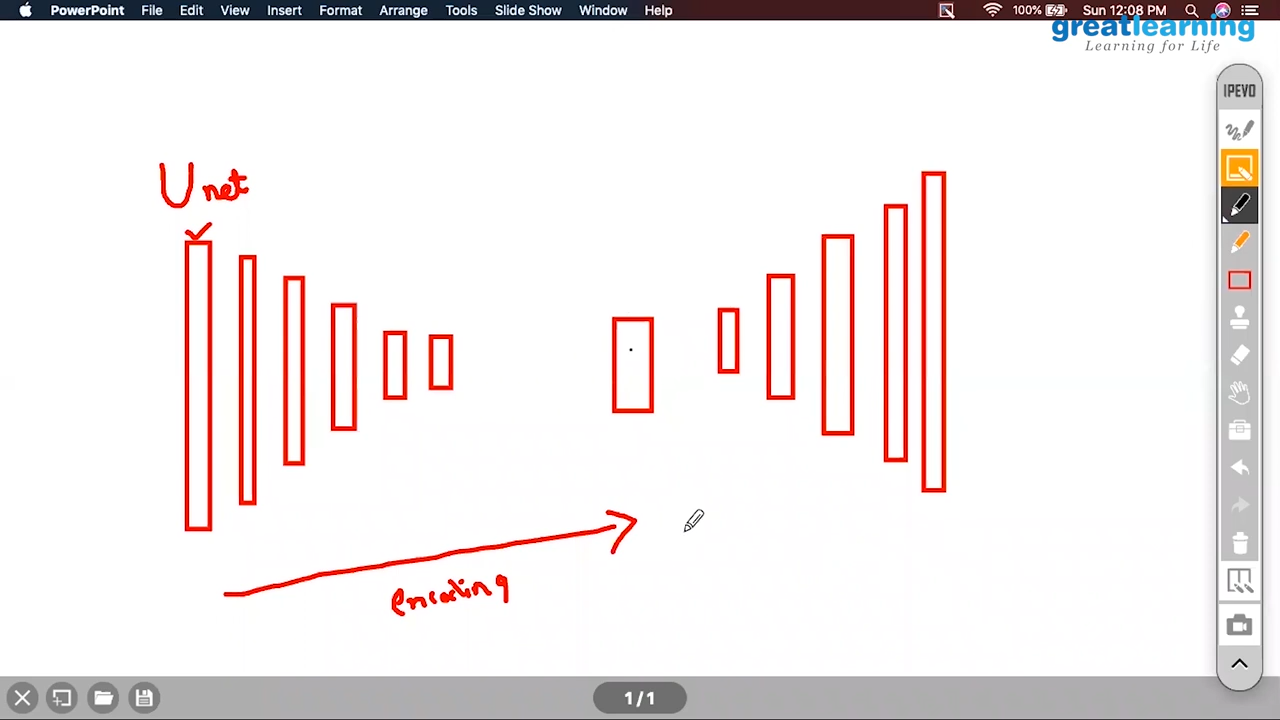 PowerPoint File Edit View Insert Format Arrange Tools Slide Show Window Help 100% Sun 12:08 PM
greatlearning
Learning for Life
IPEVO
Unet
encoding
1/1